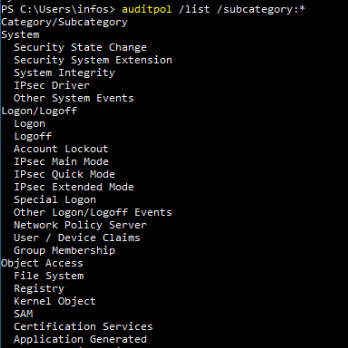 PS C:\Users\infos> auditpol /list /subcategory:*
Category/Subcategory
System
  Security State Change
  Security System Extension
  System Integrity
  IPsec Driver
  Other System Events
Logon/Logoff
  Logon
  Logoff
  Account Lockout
  IPsec Main Mode
  IPsec Quick Mode
  IPsec Extended Mode
  Special Logon
  Other Logon/Logoff Events
  Network Policy Server
  User / Device Claims
  Group Membership
Object Access
  File System
  Registry
  Kernel Object
  SAM
  Certification Services
  Application Generated